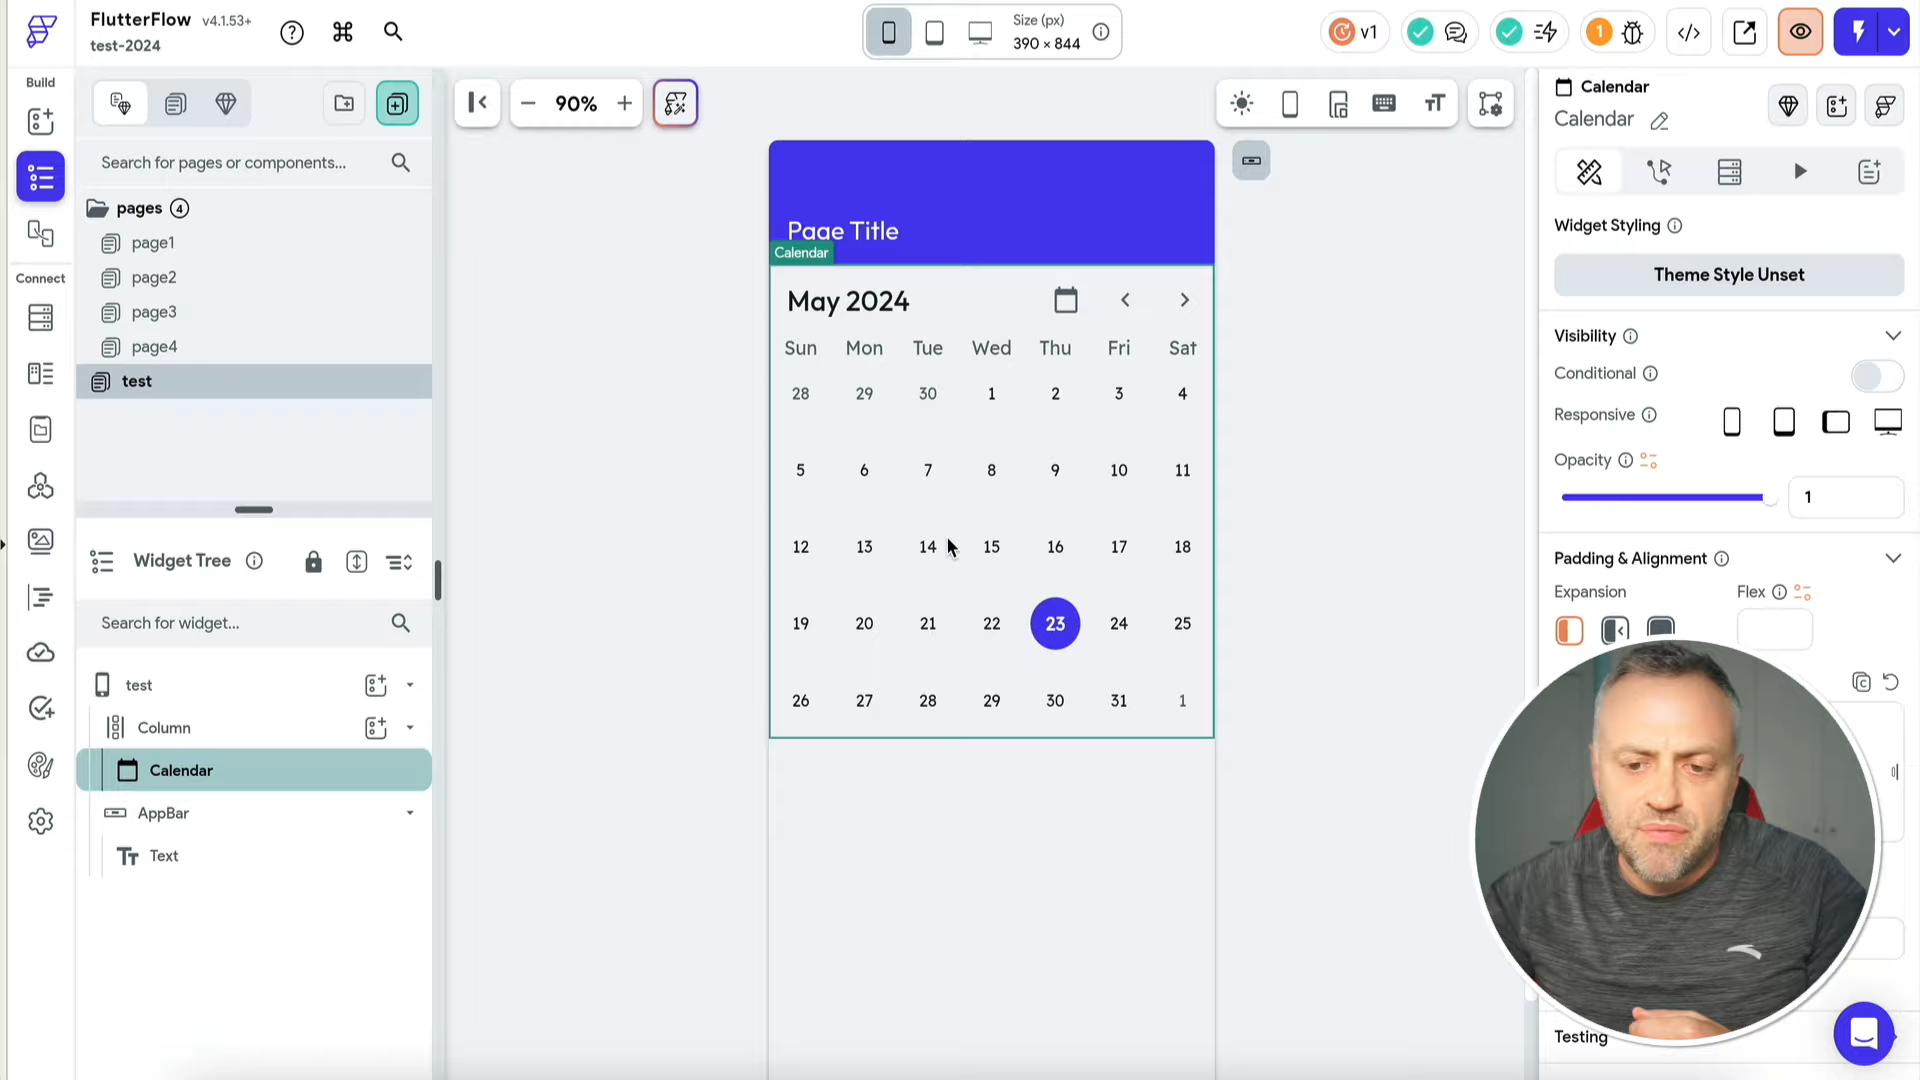 FlutterFlow v4.1.53+
test-2024
Size (px)
390 × 844
v1
1
Build
Connect
Search for pages or components...
pages 4
page1
page2
page3
page4
test
Widget Tree
Search for widget...
test
Column
Calendar
AppBar
Text
90%
Page Title
Calendar
May 2024
Sun Mon Tue Wed Thu Fri Sat
28 29 30 1 2 3 4
5 6 7 8 9 10 11
12 13 14 15 16 17 18
19 20 21 22 23 24 25
26 27 28 29 30 31 1
Calendar
Calendar
Widget Styling
Theme Style Unset
Visibility
Conditional
Responsive
Opacity
1
Padding & Alignment
Expansion Flex
Testing